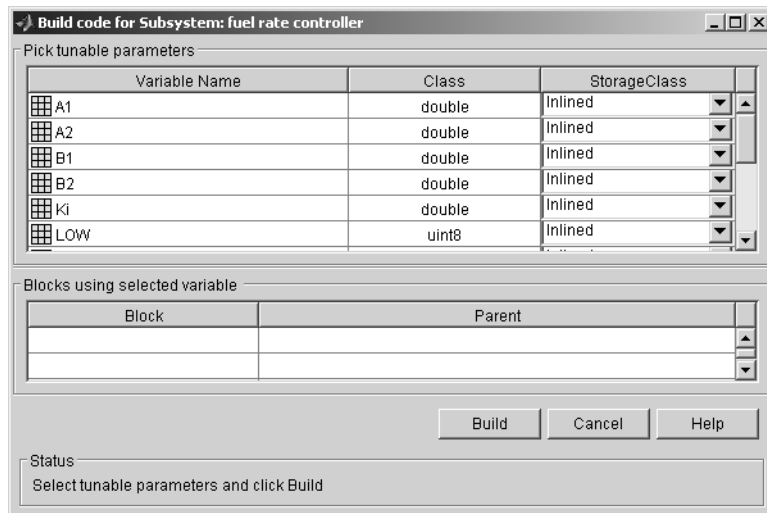 Build code for Subsystem: fuel rate controller
Pick tunable parameters
Variable Name Class StorageClass
A1 double Inlined
A2 double Inlined
B1 double Inlined
B2 double Inlined
Ki double Inlined
LOW uint8 Inlined
Blocks using selected variable
Block Parent
Build Cancel Help
Status
Select tunable parameters and click Build